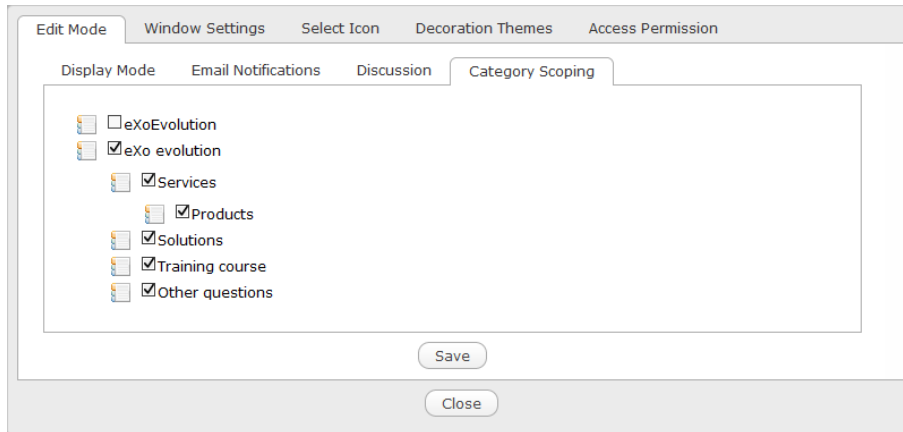 Edit Mode Window Settings Select Icon Decoration Themes Access Permission
Display Mode Email Notifications Discussion Category Scoping
eXoEvolution
eXo evolution
Services
Products
Solutions
Training course
Other questions
Save
Close